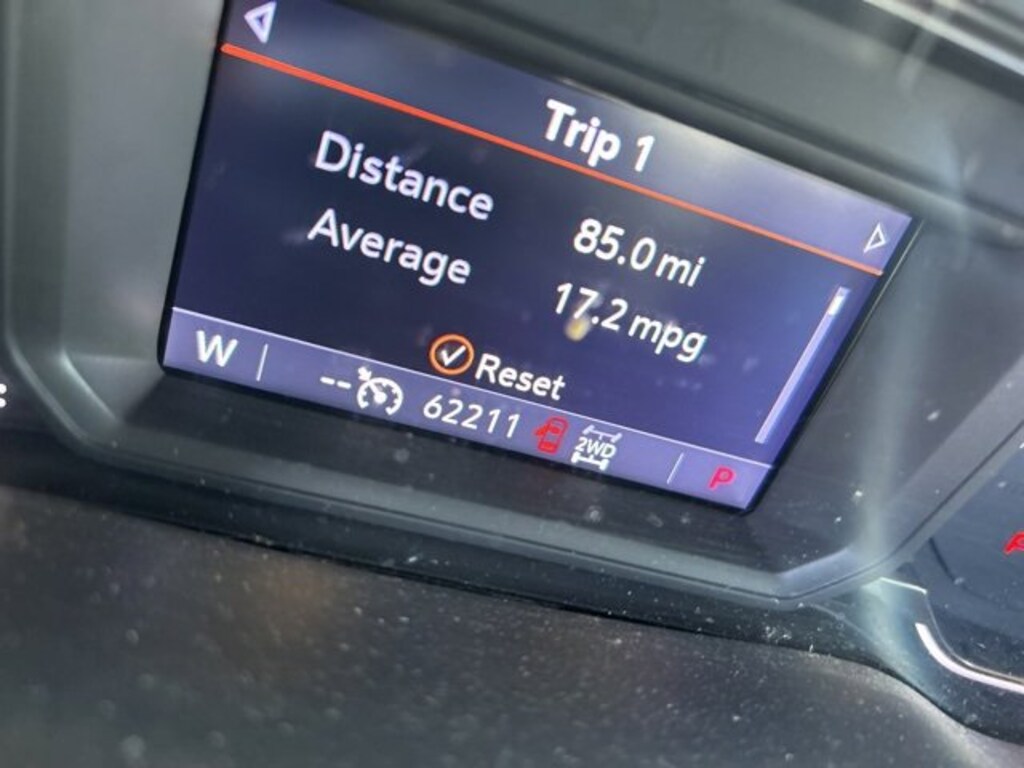 Trip 1
Distance 85.0 mi
Average 17.2 mpg
Reset
W -- 62211 2WD P